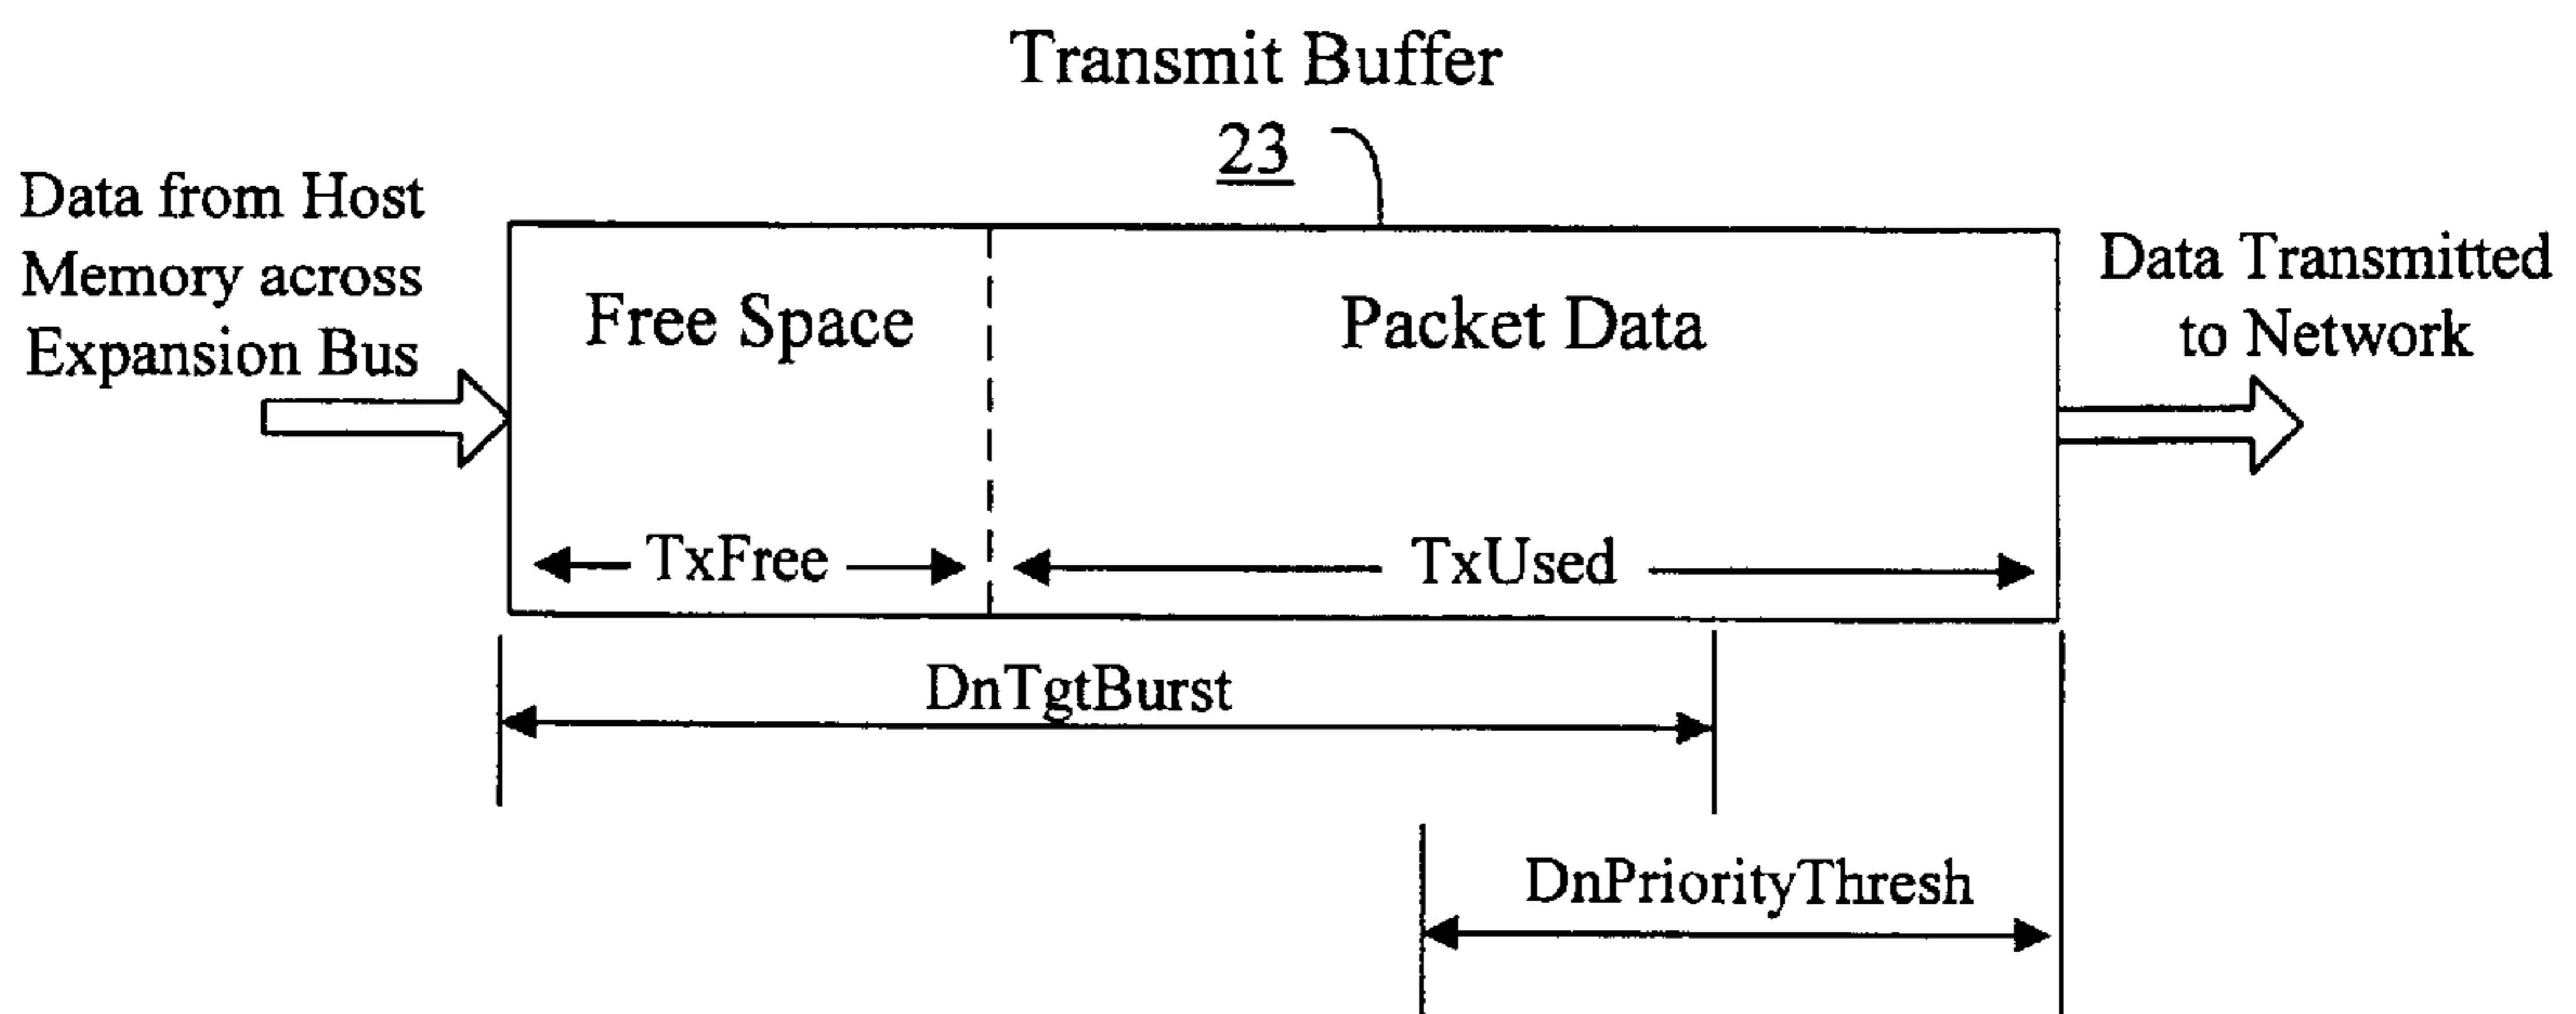 Transmit Buffer
23
Data from Host
Memory across
Expansion Bus
Data Transmitted
to Network
Free Space
Packet Data
TxFree
TxUsed
DnTgtBurst
DnPriorityThresh